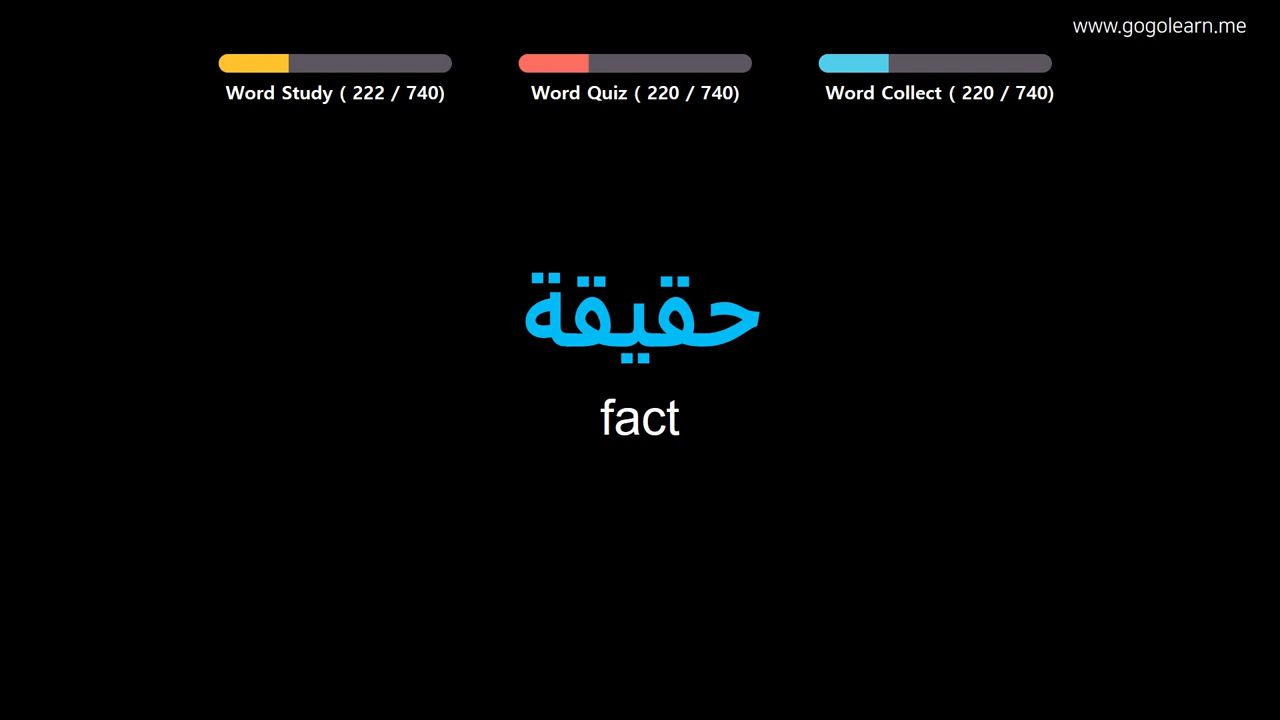 www.gogolearn.me
Word Study ( 222 / 740)
Word Quiz ( 220 / 740)
Word Collect ( 220 / 740)
حقيقة
fact